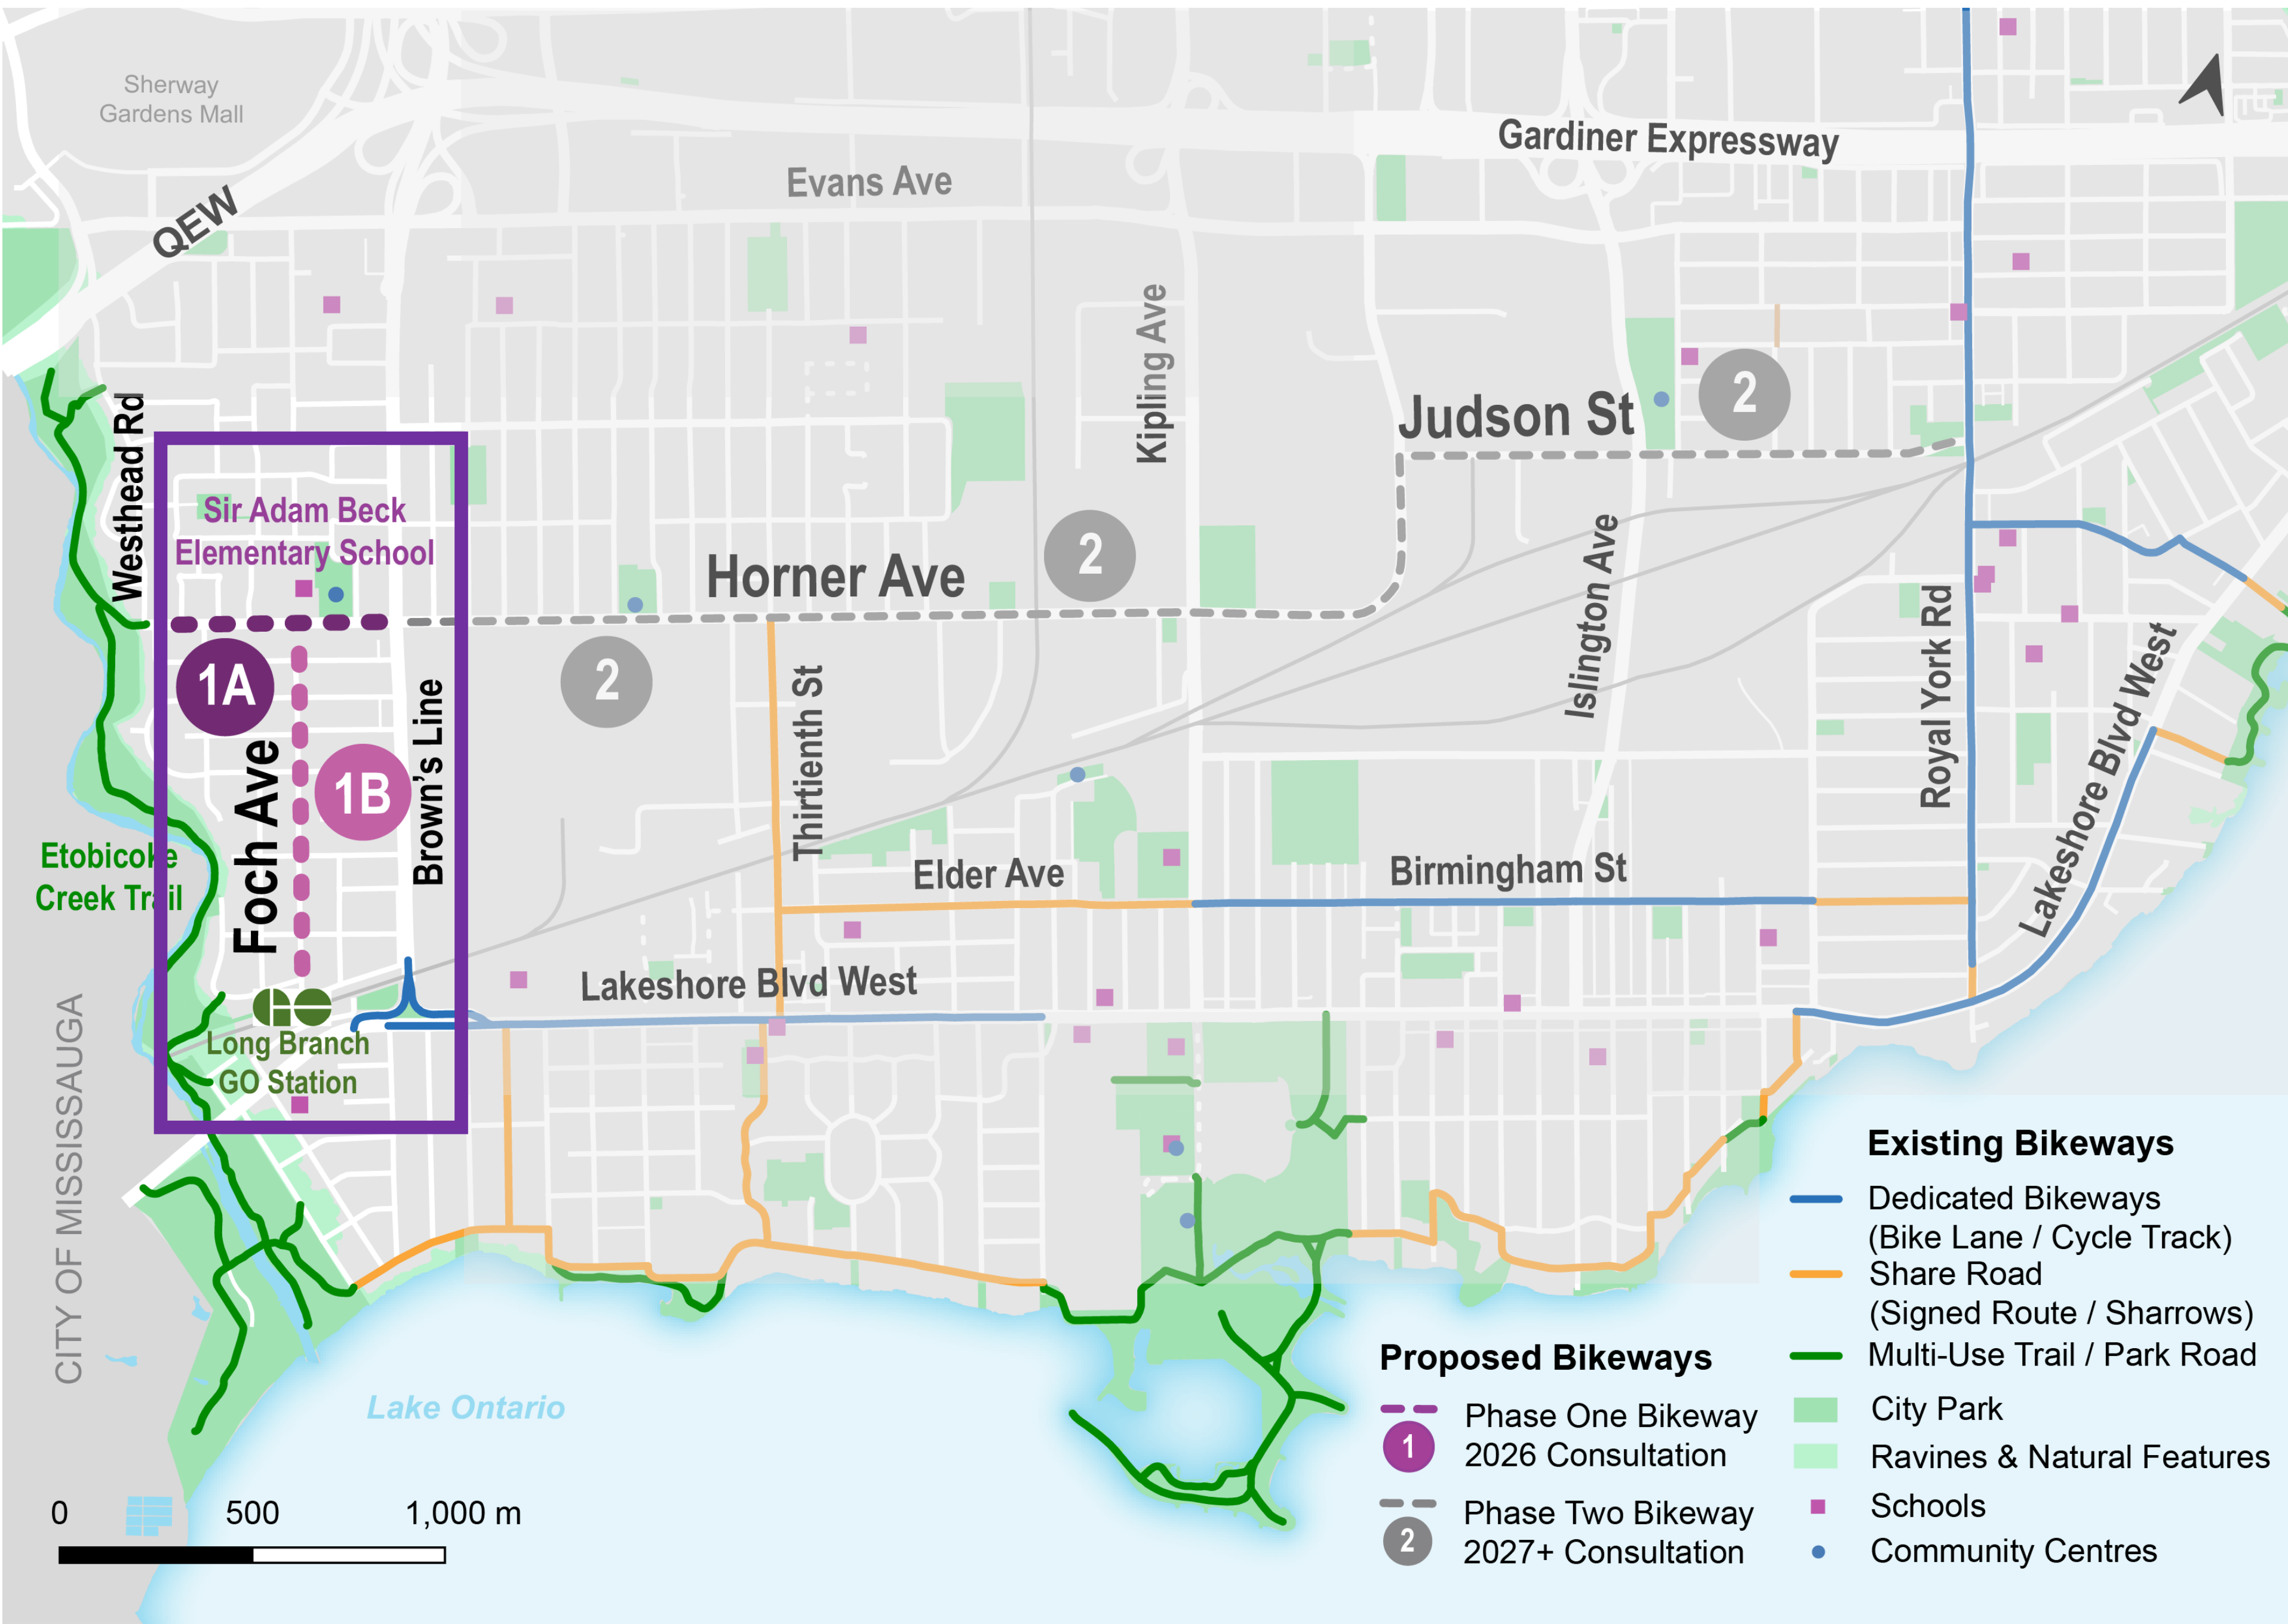 Sherway
Gardens Mall
QEW
Evans Ave
Gardiner Expressway
Kipling Ave
Westhead Rd
Judson St
2
Sir Adam Beck
Elementary School
Horner Ave
2
Islington Ave
Royal York Rd
Lakeshore Blvd West
1A
2
Foch Ave
1B
Brown's Line
Thirtienth St
Etobicoke
Creek Trail
Elder Ave
Birmingham St
Lakeshore Blvd West
Long Branch
GO Station
CITY OF MISSISSAUGA
Lake Ontario
0 500 1,000 m
Proposed Bikeways
Phase One Bikeway
1
2026 Consultation
Phase Two Bikeway
2
2027+ Consultation
Existing Bikeways
Dedicated Bikeways
(Bike Lane / Cycle Track)
Share Road
(Signed Route / Sharrows)
Multi-Use Trail / Park Road
City Park
Ravines & Natural Features
Schools
Community Centres